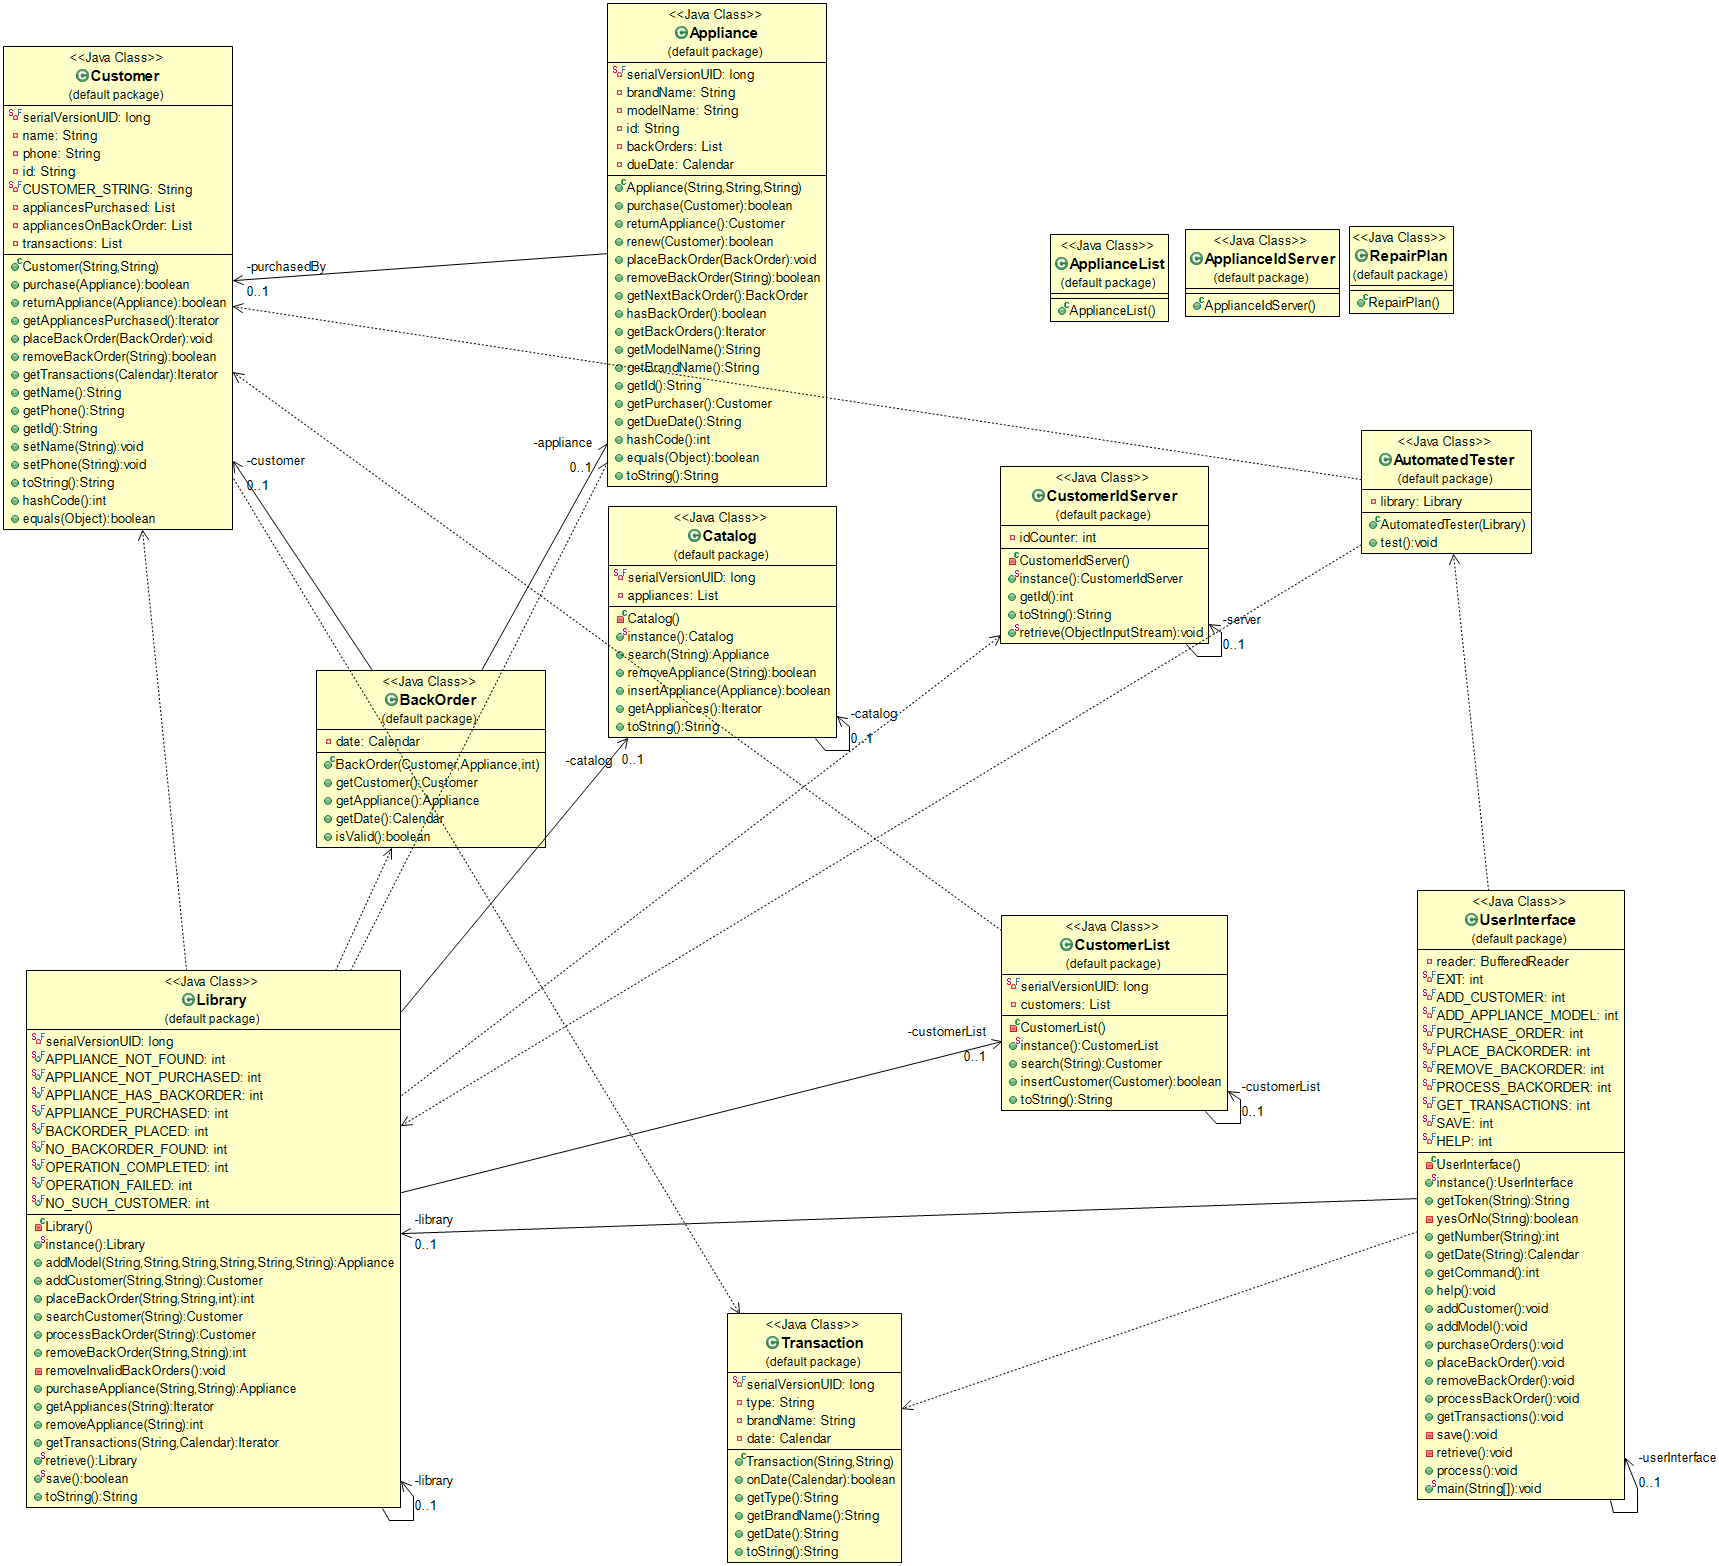 <<Java Class>>
Customer
(default package)
serialVersionUID: long
name: String
phone: String
id: String
CUSTOMER_STRING: String
appliancesPurchased: List
appliancesOnBackOrder: List
transactions: List
Customer(String,String)
purchase(Appliance):boolean
returnAppliance(Appliance):boolean
getAppliancesPurchased():Iterator
placeBackOrder(BackOrder):void
removeBackOrder(String):boolean
getTransactions(Calendar):Iterator
getName():String
getPhone():String
getId():String
setName(String):void
setPhone(String):void
toString():String
hashCode():int
equals(Object):boolean
<<Java Class>>
Appliance
(default package)
serialVersionUID: long
brandName: String
modelName: String
id: String
backOrders: List
dueDate: Calendar
Appliance(String,String,String)
purchase(Customer):boolean
returnAppliance():Customer
renew(Customer):boolean
placeBackOrder(BackOrder):void
removeBackOrder(String):boolean
getNextBackOrder():BackOrder
hasBackOrder():boolean
getBackOrders():Iterator
getModelName():String
getBrandName():String
getId():String
getPurchaser():Customer
getDueDate():String
hashCode():int
equals(Object):boolean
toString():String
-purchasedBy
0..1
<<Java Class>>
ApplianceList
(default package)
ApplianceList()
<<Java Class>>
ApplianceIdServer
(default package)
ApplianceIdServer()
<<Java Class>>
RepairPlan
(default package)
RepairPlan()
-appliance
0..1
-customer
0..1
<<Java Class>>
AutomatedTester
(default package)
library: Library
AutomatedTester(Library)
test():void
<<Java Class>>
CustomerIdServer
(default package)
idCounter: int
CustomerIdServer()
instance():CustomerIdServer
getId():int
toString():String
retrieve(ObjectInputStream):void
-server
0..1
<<Java Class>>
Catalog
(default package)
serialVersionUID: long
appliances: List
Catalog()
instance():Catalog
search(String):Appliance
removeAppliance(String):boolean
insertAppliance(Appliance):boolean
getAppliances():Iterator
toString():String
-catalog
0..1
-catalog
0..1
<<Java Class>>
BackOrder
(default package)
date: Calendar
BackOrder(Customer,Appliance,int)
getCustomer():Customer
getAppliance():Appliance
getDate():Calendar
isValid():boolean
<<Java Class>>
CustomerList
(default package)
serialVersionUID: long
customers: List
CustomerList()
instance():CustomerList
search(String):Customer
insertCustomer(Customer):boolean
toString():String
-customerList
0..1
-customerList
0..1
<<Java Class>>
Library
(default package)
serialVersionUID: long
APPLIANCE_NOT_FOUND: int
APPLIANCE_NOT_PURCHASED: int
APPLIANCE_HAS_BACKORDER: int
APPLIANCE_PURCHASED: int
BACKORDER_PLACED: int
NO_BACKORDER_FOUND: int
OPERATION_COMPLETED: int
OPERATION_FAILED: int
NO_SUCH_CUSTOMER: int
Library()
instance():Library
addModel(String,String,String,String,String,String):Appliance
addCustomer(String,String):Customer
placeBackOrder(String,String,int):int
searchCustomer(String):Customer
processBackOrder(String):Customer
removeBackOrder(String,String):int
removeInvalidBackOrders():void
purchaseAppliance(String,String):Appliance
getAppliances(String):Iterator
removeAppliance(String):int
getTransactions(String,Calendar):Iterator
retrieve():Library
save():boolean
toString():String
-library
0..1
-library
0..1
<<Java Class>>
Transaction
(default package)
serialVersionUID: long
type: String
brandName: String
date: Calendar
Transaction(String,String)
onDate(Calendar):boolean
getType():String
getBrandName():String
getDate():String
toString():String
<<Java Class>>
UserInterface
(default package)
reader: BufferedReader
EXIT: int
ADD_CUSTOMER: int
ADD_APPLIANCE_MODEL: int
PURCHASE_ORDER: int
PLACE_BACKORDER: int
REMOVE_BACKORDER: int
PROCESS_BACKORDER: int
GET_TRANSACTIONS: int
SAVE: int
HELP: int
UserInterface()
instance():UserInterface
getToken(String):String
yesOrNo(String):boolean
getNumber(String):int
getDate(String):Calendar
getCommand():int
help():void
addCustomer():void
addModel():void
purchaseOrders():void
placeBackOrder():void
removeBackOrder():void
processBackOrder():void
getTransactions():void
save():void
retrieve():void
process():void
main(String[]):void
-userInterface
0..1